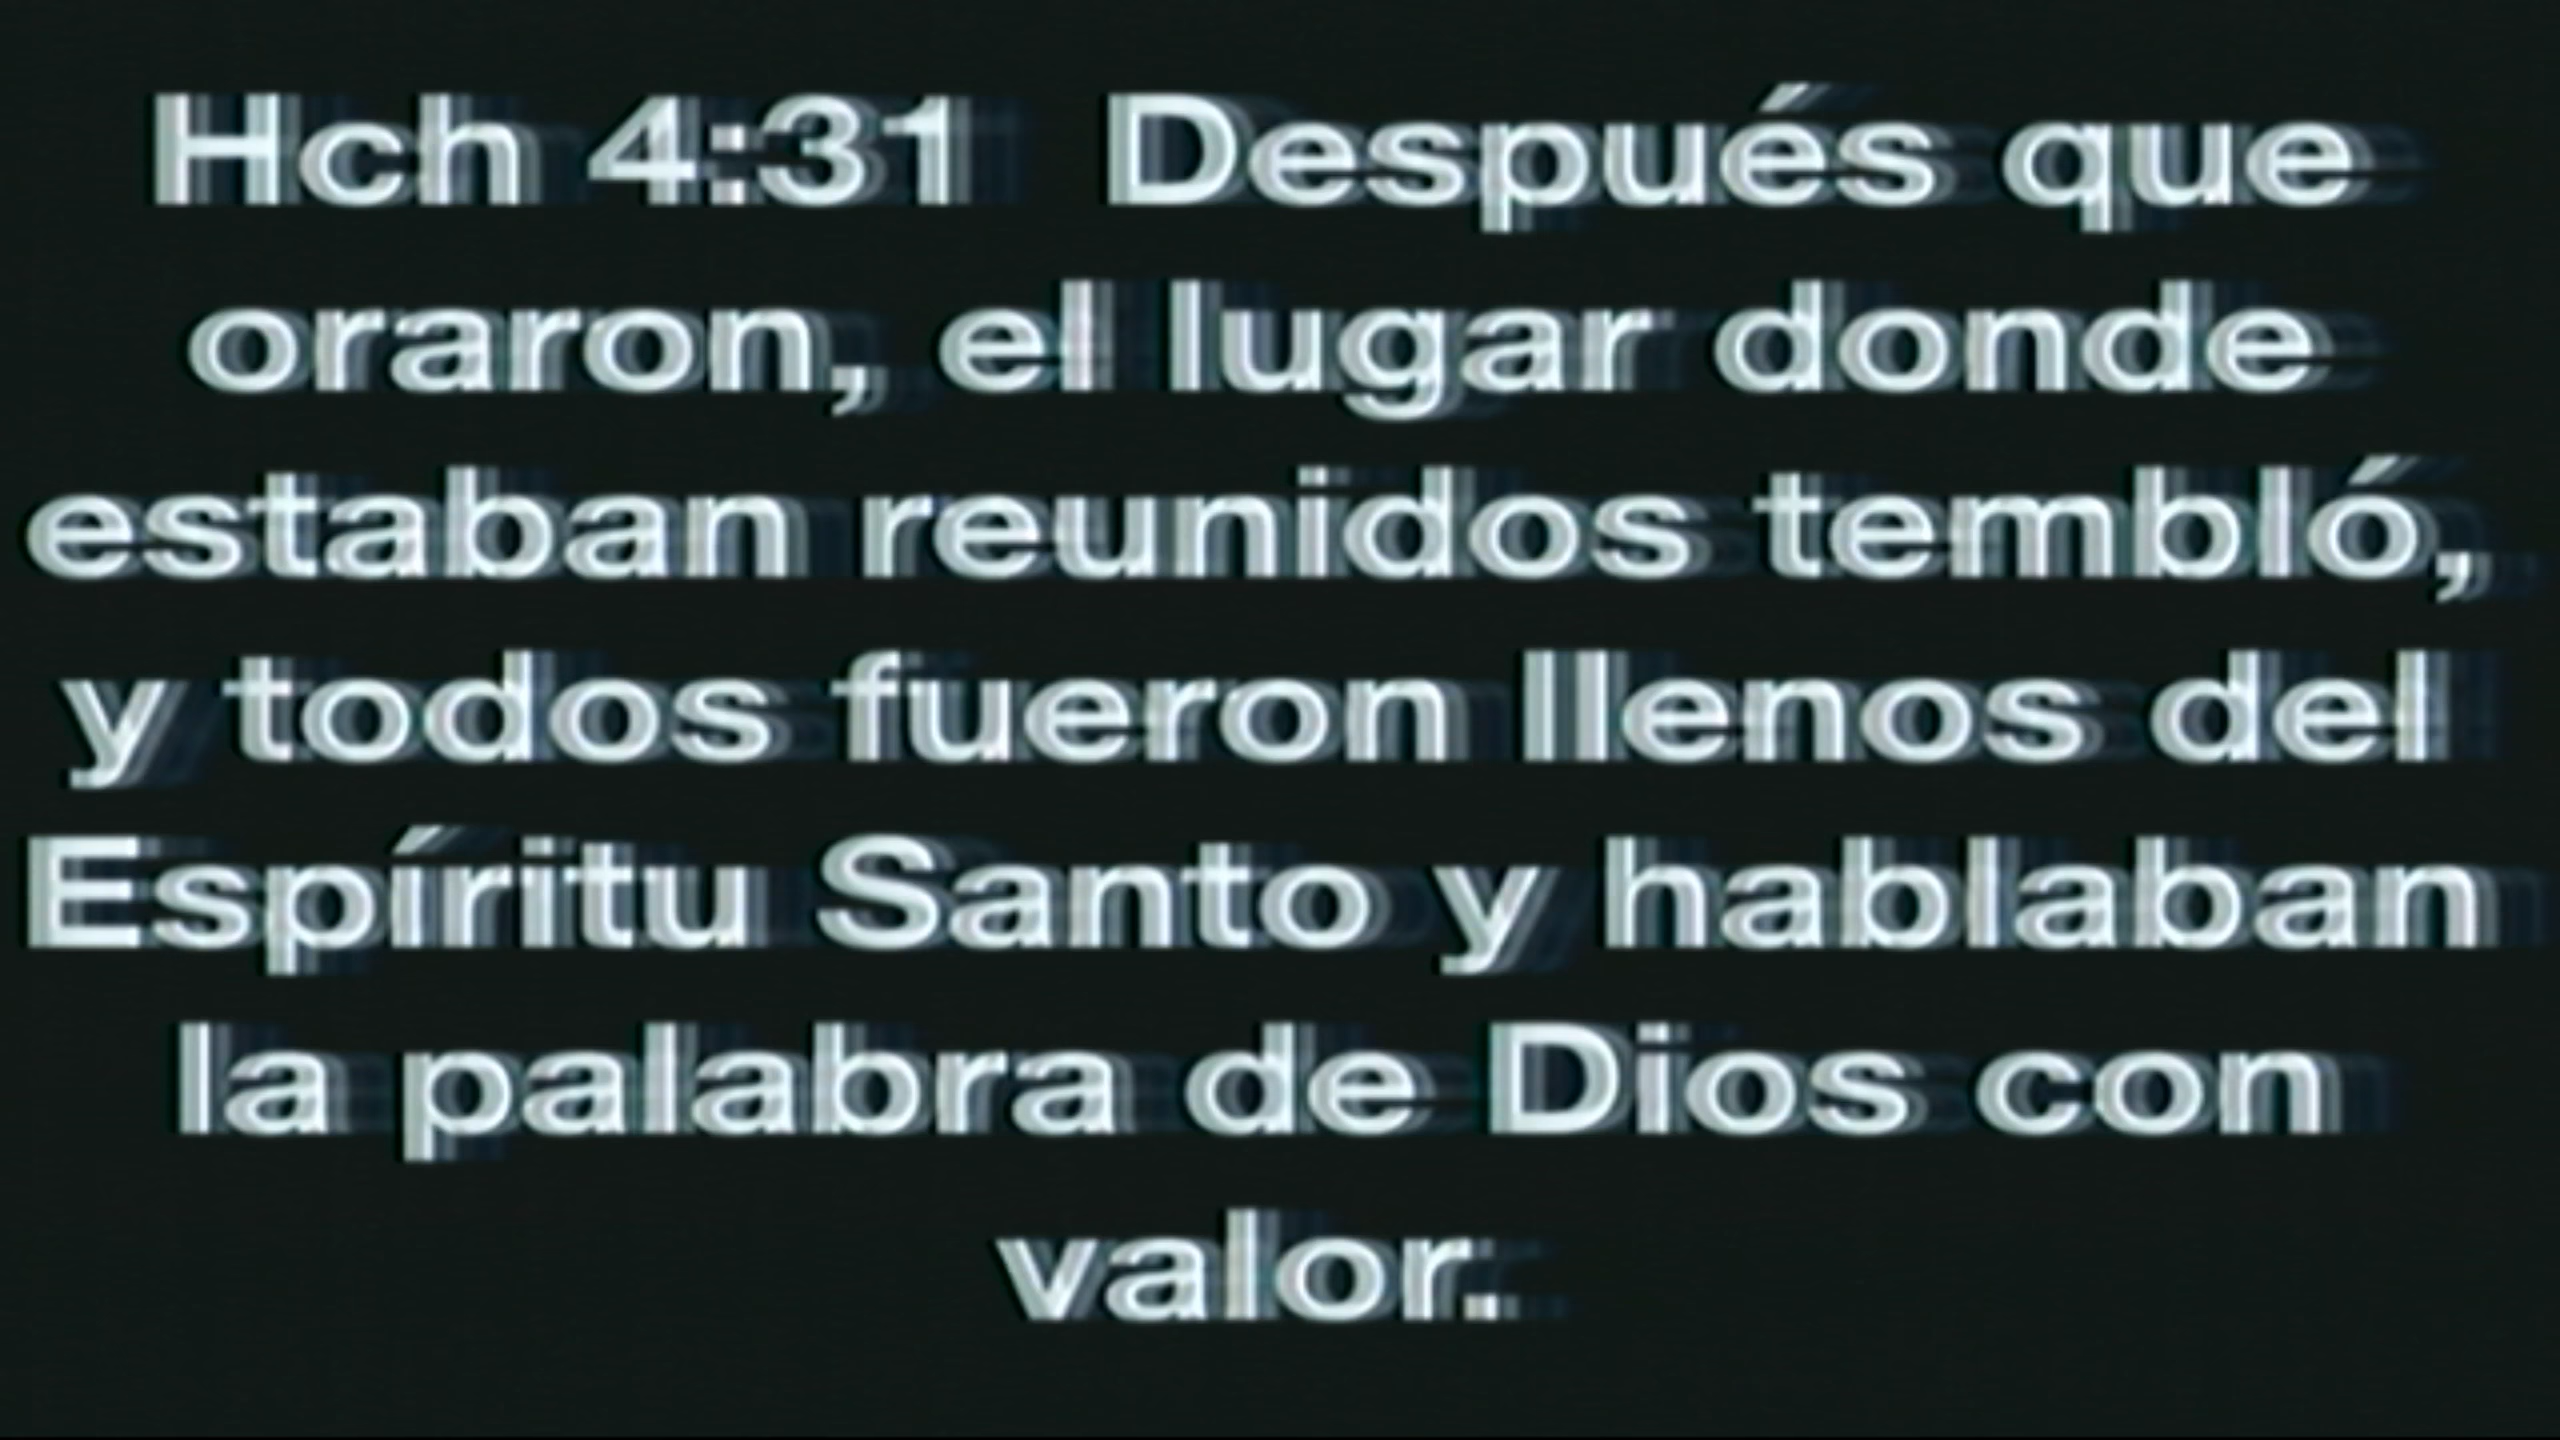 Hch 4:31  Después que
oraron, el lugar donde
estaban reunidos tembló,
y todos fueron llenos del
Espíritu Santo y hablaban
la palabra de Dios con
valor.